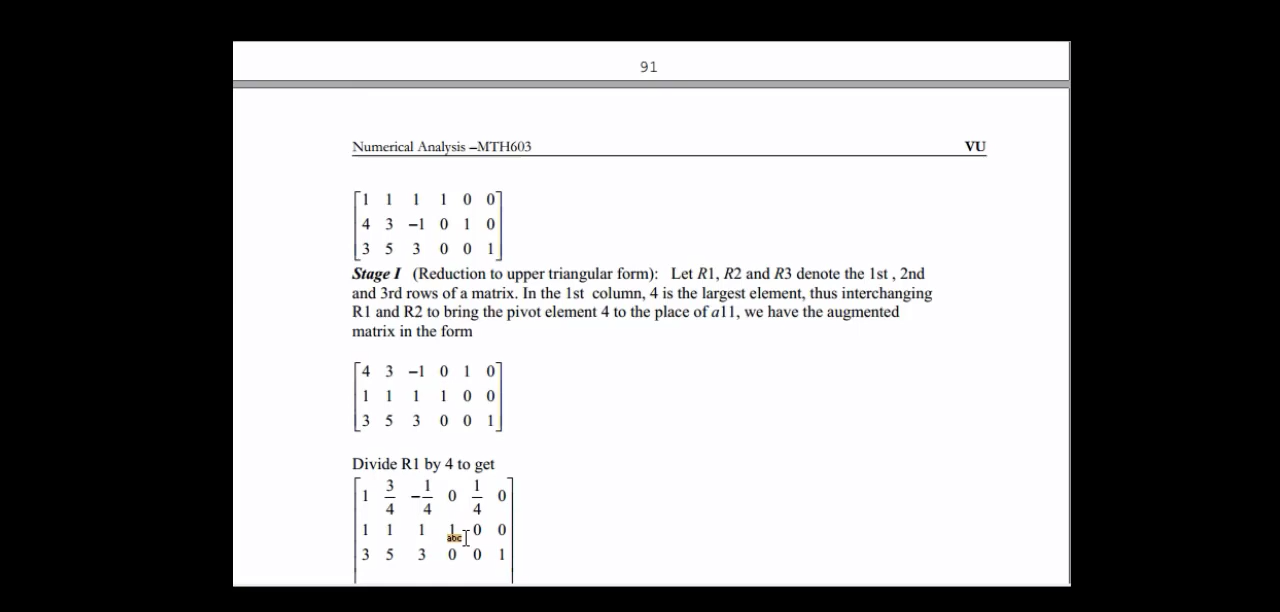 91
Numerical Analysis –MTH603 VU
1 1 1 1 0 0
4 3 –1 0 1 0
3 5 3 0 0 1
Stage I (Reduction to upper triangular form): Let R1, R2 and R3 denote the 1st , 2nd
and 3rd rows of a matrix. In the 1st column, 4 is the largest element, thus interchanging
R1 and R2 to bring the pivot element 4 to the place of a11, we have the augmented
matrix in the form
4 3 –1 0 1 0
1 1 1 1 0 0
3 5 3 0 0 1
Divide R1 by 4 to get
1 3/4 –1/4 0 1/4 0
1 1 1 1 0 0
abc
3 5 3 0 0 1